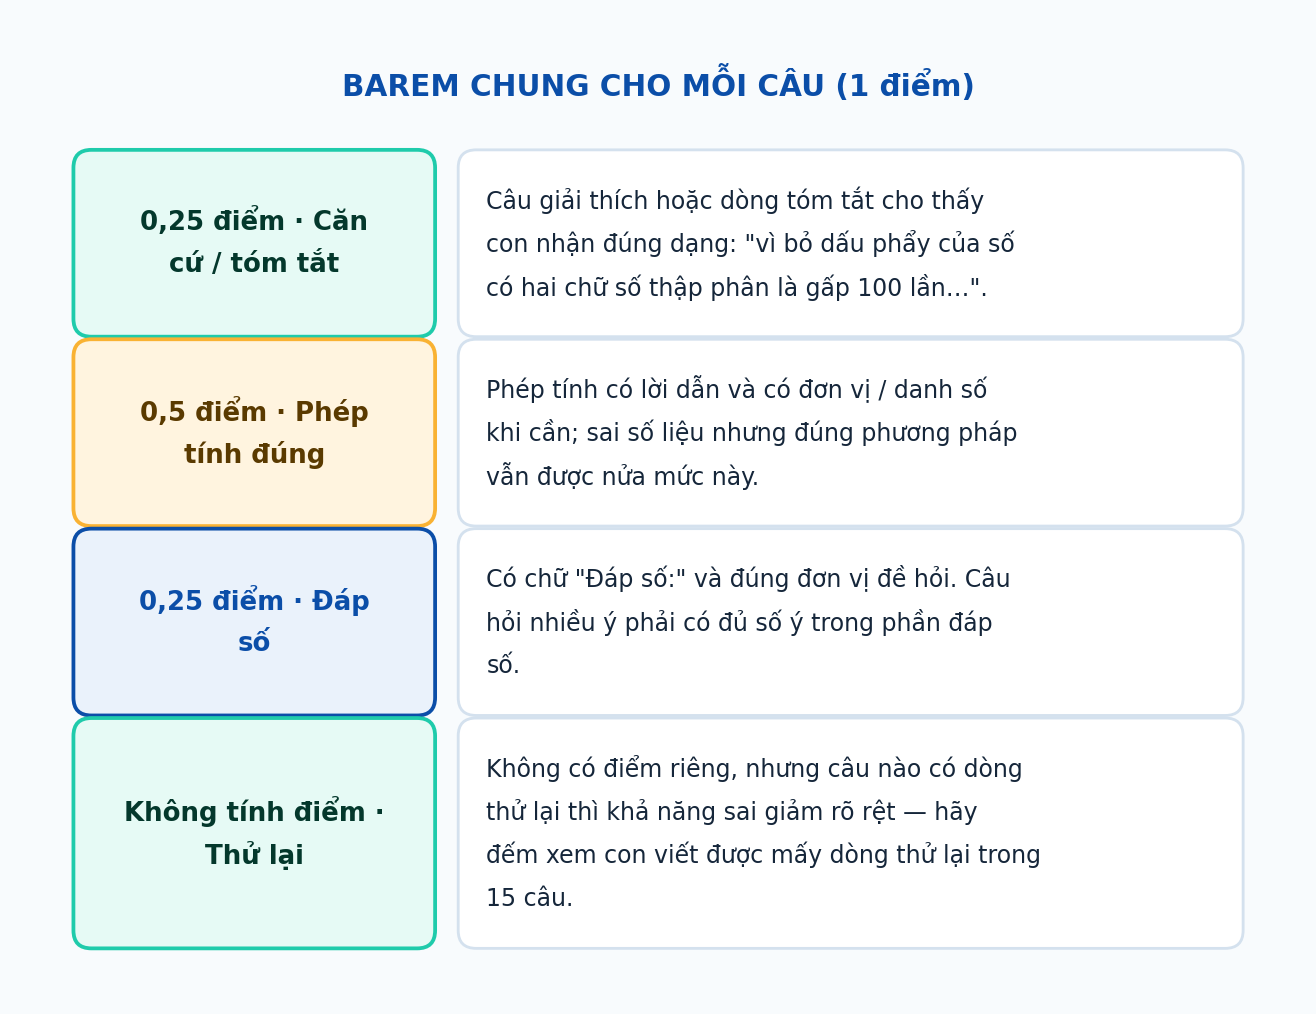 BAREM CHUNG CHO MỖI CÂU (1 điểm)
0,25 điểm · Căn
cứ / tóm tắt
Câu giải thích hoặc dòng tóm tắt cho thấy
con nhận đúng dạng: "vì bỏ dấu phẩy của số
có hai chữ số thập phân là gấp 100 lần…".
0,5 điểm · Phép
tính đúng
Phép tính có lời dẫn và có đơn vị / danh số
khi cần; sai số liệu nhưng đúng phương pháp
vẫn được nửa mức này.
0,25 điểm · Đáp
số
Có chữ "Đáp số:" và đúng đơn vị đề hỏi. Câu
hỏi nhiều ý phải có đủ số ý trong phần đáp
số.
Không tính điểm ·
Thử lại
Không có điểm riêng, nhưng câu nào có dòng
thử lại thì khả năng sai giảm rõ rệt — hãy
đếm xem con viết được mấy dòng thử lại trong
15 câu.